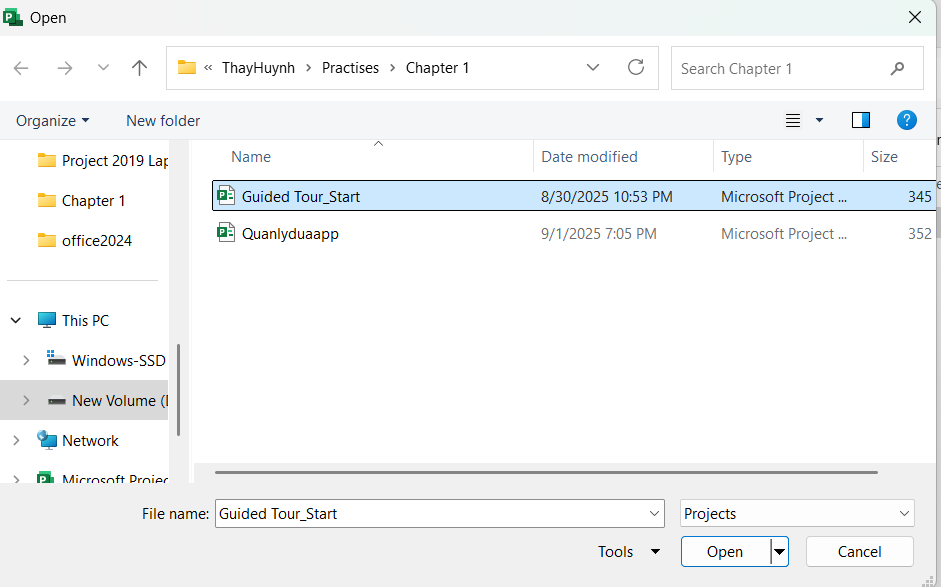 Open
« ThayHuynh > Practises > Chapter 1
Search Chapter 1
Organize
New folder
Name
Date modified
Type
Size
Project 2019 Lap
Chapter 1
office2024
This PC
Windows-SSD
New Volume (
Network
Microsoft Projec
Guided Tour_Start 8/30/2025 10:53 PM Microsoft Project ... 345
Quanlyduaapp 9/1/2025 7:05 PM Microsoft Project ... 352
File name: Guided Tour_Start
Projects
Tools
Open
Cancel